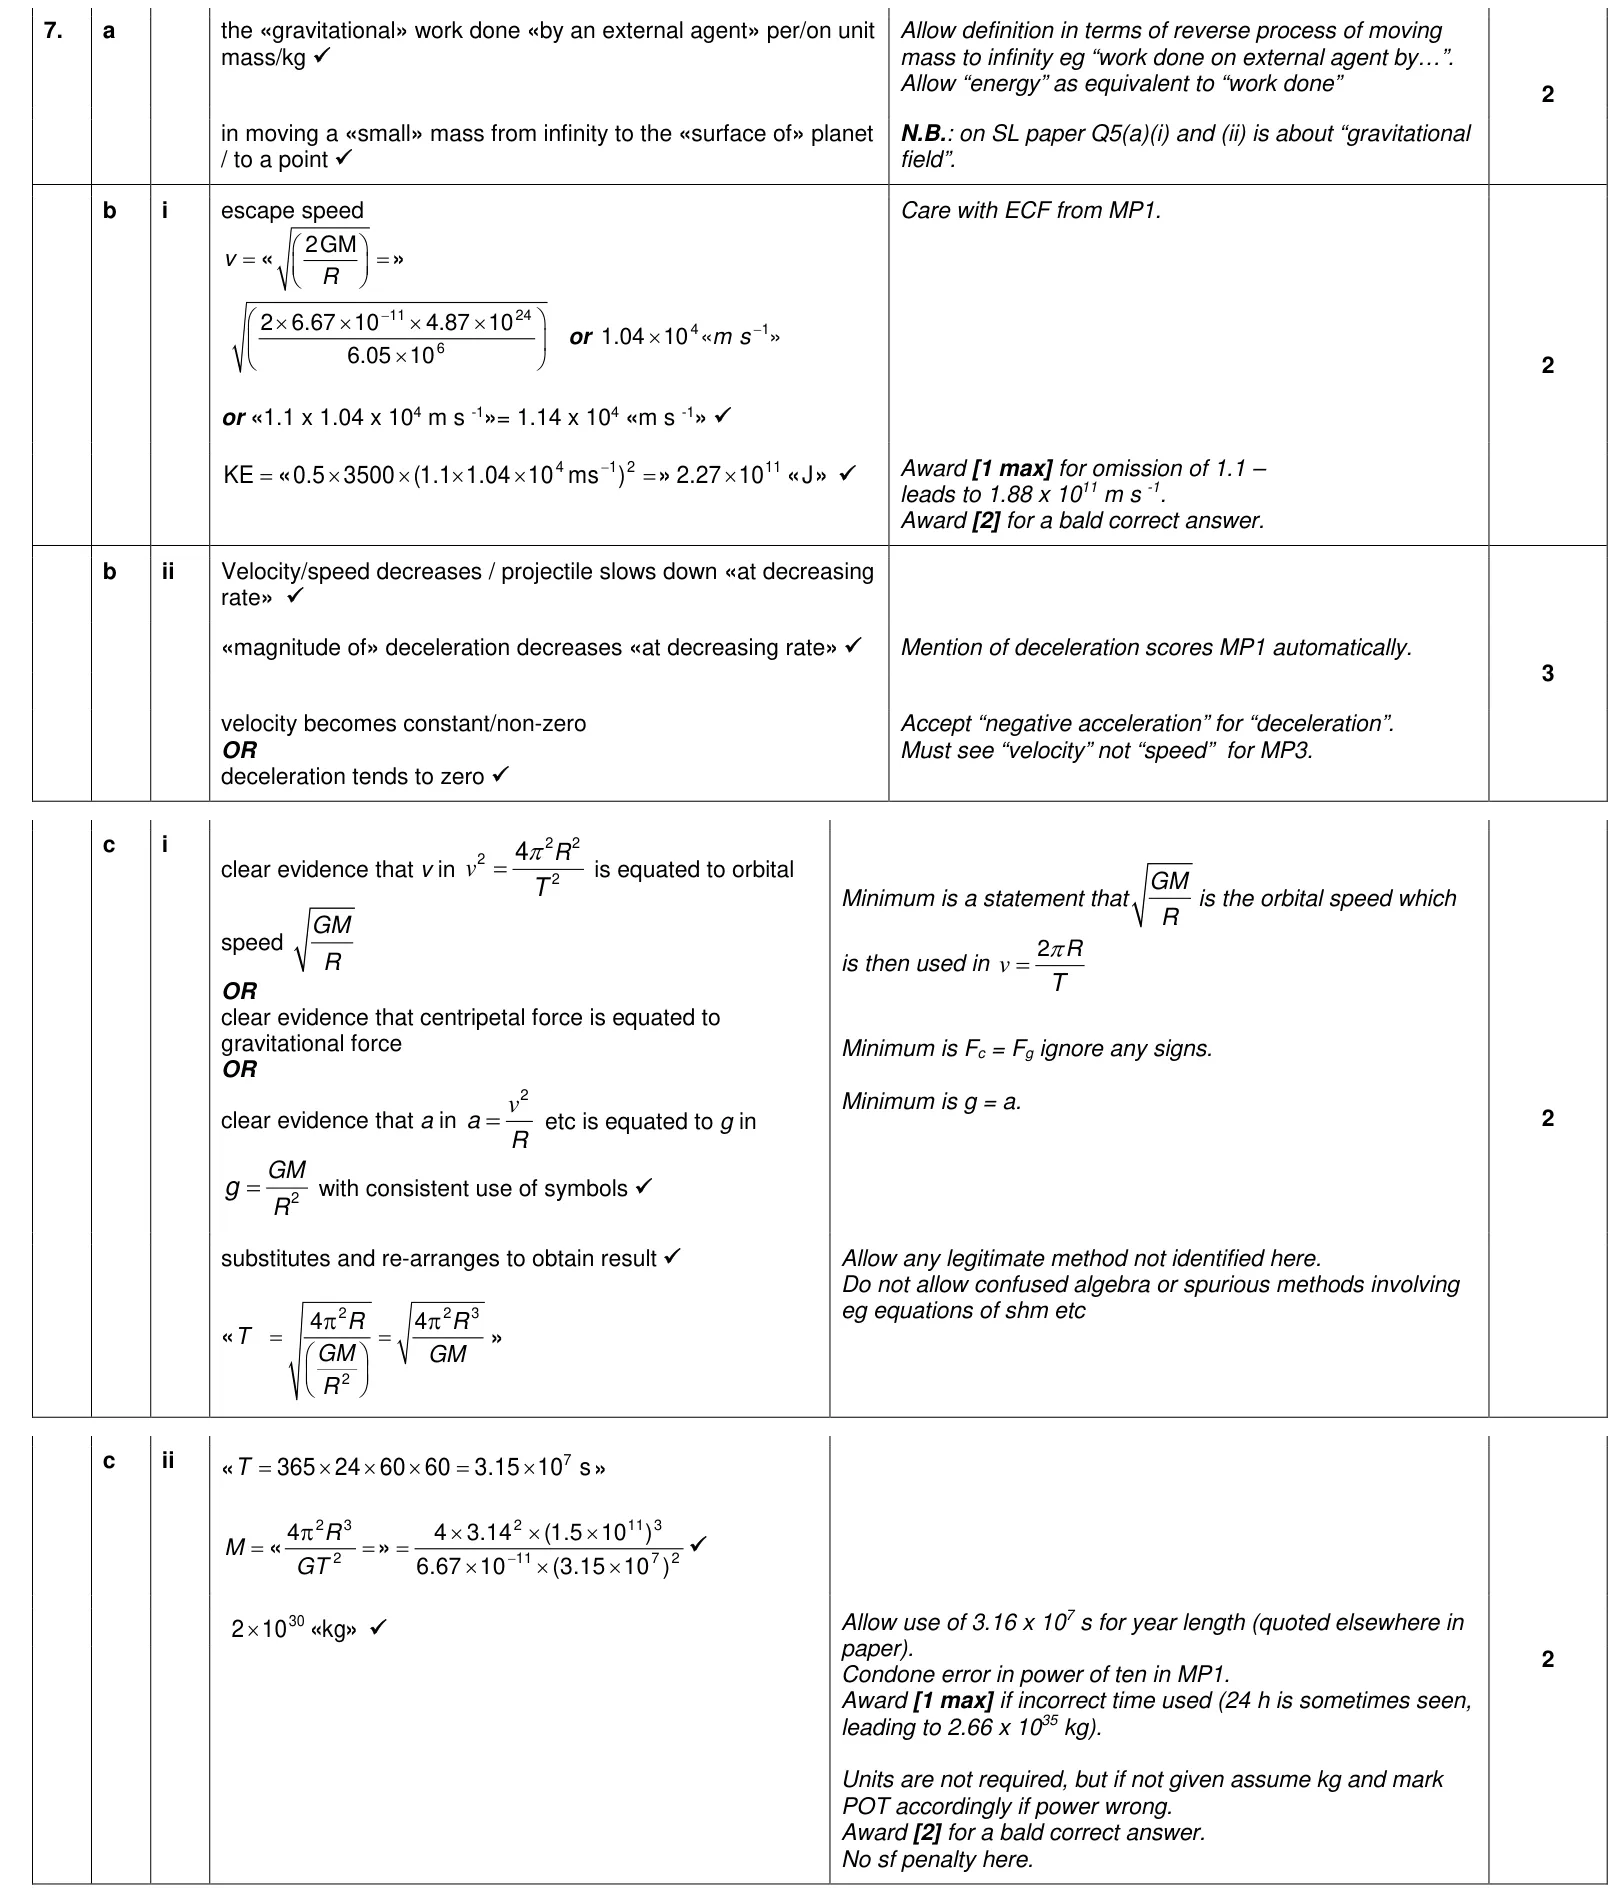 7. a the «gravitational» work done «by an external agent» per/on unit
mass/kg ✓
Allow definition in terms of reverse process of moving
mass to infinity eg “work done on external agent by…”.
Allow “energy” as equivalent to “work done”
2
in moving a «small» mass from infinity to the «surface of» planet
/ to a point ✓
N.B.: on SL paper Q5(a)(i) and (ii) is about “gravitational
field”.
b i escape speed
Care with ECF from MP1.
v = « √(2GM/R) = »
√((2×6.67×10⁻¹¹×4.87×10²⁴)/(6.05×10⁶)) or 1.04×10⁴ «m s⁻¹»
2
or «1.1 x 1.04 x 10⁴ m s ⁻¹»= 1.14 x 10⁴ «m s ⁻¹» ✓
KE = «0.5×3500×(1.1×1.04×10⁴ ms⁻¹)² =» 2.27×10¹¹ «J» ✓
Award [1 max] for omission of 1.1 –
leads to 1.88 x 10¹¹ m s ⁻¹.
Award [2] for a bald correct answer.
b ii Velocity/speed decreases / projectile slows down «at decreasing
rate» ✓
«magnitude of» deceleration decreases «at decreasing rate» ✓
Mention of deceleration scores MP1 automatically.
3
velocity becomes constant/non-zero
OR
deceleration tends to zero ✓
Accept “negative acceleration” for “deceleration”.
Must see “velocity” not “speed” for MP3.
c i clear evidence that v in v² = 4π²R²/T² is equated to orbital
speed √(GM/R)
OR
clear evidence that centripetal force is equated to
gravitational force
OR
clear evidence that a in a = v²/R etc is equated to g in
g = GM/R² with consistent use of symbols ✓
Minimum is a statement that √(GM/R) is the orbital speed which
is then used in v = 2πR/T
Minimum is F꜀ = F_g ignore any signs.
Minimum is g = a.
2
substitutes and re-arranges to obtain result ✓
« T = √(4π²R/(GM/R²)) = √(4π²R³/GM) »
Allow any legitimate method not identified here.
Do not allow confused algebra or spurious methods involving
eg equations of shm etc
c ii « T = 365×24×60×60 = 3.15×10⁷ s»
M = « 4π²R³/GT² = » = (4×3.14²×(1.5×10¹¹)³)/(6.67×10⁻¹¹×(3.15×10⁷)²) ✓
2×10³⁰ «kg» ✓
Allow use of 3.16 x 10⁷ s for year length (quoted elsewhere in
paper).
Condone error in power of ten in MP1.
Award [1 max] if incorrect time used (24 h is sometimes seen,
leading to 2.66 x 10³⁵ kg).
2
Units are not required, but if not given assume kg and mark
POT accordingly if power wrong.
Award [2] for a bald correct answer.
No sf penalty here.